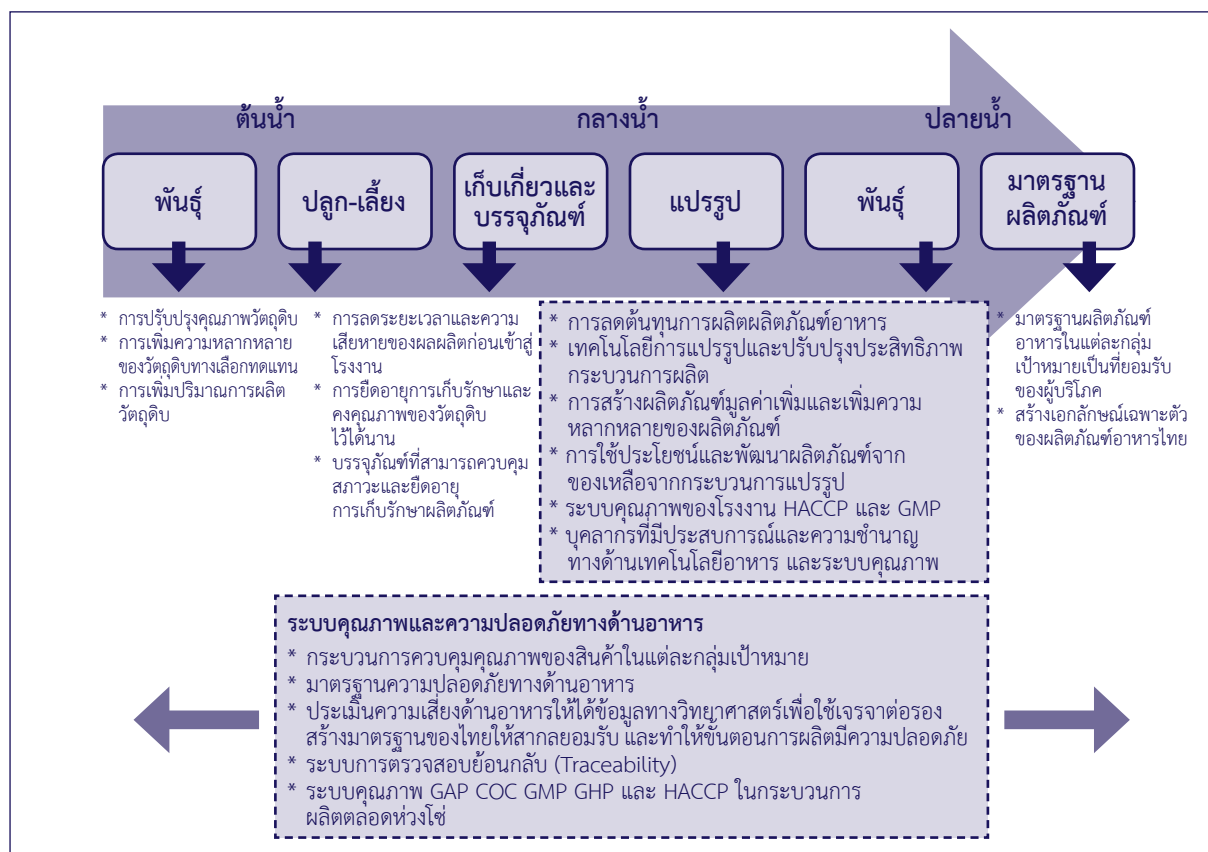 ต้นน้ำ
กลางน้ำ
ปลายน้ำ
พันธุ์
ปลูก-เลี้ยง
เก็บเกี่ยวและ
บรรจุภัณฑ์
แปรรูป
พันธุ์
มาตรฐาน
ผลิตภัณฑ์
* การปรับปรุงคุณภาพวัตถุดิบ
* การเพิ่มความหลากหลาย
ของวัตถุดิบทางเลือกทดแทน
* การเพิ่มปริมาณการผลิต
วัตถุดิบ
* การลดระยะเวลาและความ
เสียหายของผลผลิตก่อนเข้าสู่
โรงงาน
* การยืดอายุการเก็บรักษาและ
คงคุณภาพของวัตถุดิบ
ไว้ได้นาน
* บรรจุภัณฑ์ที่สามารถควบคุม
สภาวะและยืดอายุ
การเก็บรักษาผลิตภัณฑ์
* การลดต้นทุนการผลิตผลิตภัณฑ์อาหาร
* เทคโนโลยีการแปรรูปและปรับปรุงประสิทธิภาพ
กระบวนการผลิต
* การสร้างผลิตภัณฑ์มูลค่าเพิ่มและเพิ่มความ
หลากหลายของผลิตภัณฑ์
* การใช้ประโยชน์และพัฒนาผลิตภัณฑ์จาก
ของเหลือจากกระบวนการแปรรูป
* ระบบคุณภาพของโรงงาน HACCP และ GMP
* บุคลากรที่มีประสบการณ์และความชำนาญ
ทางด้านเทคโนโลยีอาหาร และระบบคุณภาพ
* มาตรฐานผลิตภัณฑ์
อาหารในแต่ละกลุ่ม
เป้าหมายเป็นที่ยอมรับ
ของผู้บริโภค
* สร้างเอกลักษณ์เฉพาะตัว
ของผลิตภัณฑ์อาหารไทย
ระบบคุณภาพและความปลอดภัยทางด้านอาหาร
* กระบวนการควบคุมคุณภาพของสินค้าในแต่ละกลุ่มเป้าหมาย
* มาตรฐานความปลอดภัยทางด้านอาหาร
* ประเมินความเสี่ยงด้านอาหารให้ได้ข้อมูลทางวิทยาศาสตร์เพื่อใช้เจรจาต่อรอง
สร้างมาตรฐานของไทยให้สากลยอมรับ และทำให้ขั้นตอนการผลิตมีความปลอดภัย
* ระบบการตรวจสอบย้อนกลับ (Traceability)
* ระบบคุณภาพ GAP COC GMP GHP และ HACCP ในกระบวนการ
ผลิตตลอดห่วงโซ่